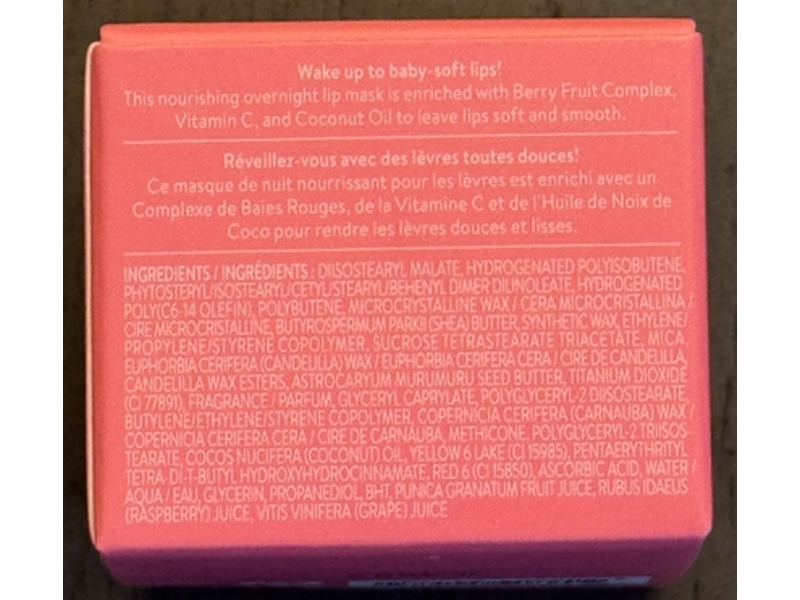 Wake up to baby-soft lips!
This nourishing overnight lip mask is enriched with Berry Fruit Complex,
Vitamin C, and Coconut Oil to leave lips soft and smooth.
Réveillez-vous avec des lèvres toutes douces!
Ce masque de nuit nourrissant pour les lèvres est enrichi avec un
Complexe de Baies Rouges, de la Vitamine C et de l'Huile de Noix de
Coco pour rendre les lèvres douces et lisses.
INGREDIENTS / INGRÉDIENTS : DIISOSTEARYL MALATE, HYDROGENATED POLYISOBUTENE,
PHYTOSTERYL/ISOSTEARYL/CETYL/STEARYL/BEHENYL DIMER DILINOLEATE, HYDROGENATED
POLY(C6-14 OLEFIN), POLYBUTENE, MICROCRYSTALLINE WAX / CERA MICROCRISTALLINA /
CIRE MICROCRISTALLINE, BUTYROSPERMUM PARKII (SHEA) BUTTER, SYNTHETIC WAX, ETHYLENE/
PROPYLENE/STYRENE COPOLYMER, SUCROSE TETRASTEARATE TRIACETATE, MICA,
EUPHORBIA CERIFERA (CANDELILLA) WAX / EUPHORBIA CERIFERA CERA / CIRE DE CANDELILLA,
CANDELILLA WAX ESTERS, ASTROCARYUM MURUMURU SEED BUTTER, TITANIUM DIOXIDE
(CI 77891), FRAGRANCE / PARFUM, GLYCERYL CAPRYLATE, POLYGLYCERYL-2 DIISOSTEARATE,
BUTYLENE/ETHYLENE/STYRENE COPOLYMER, COPERNICIA CERIFERA (CARNAUBA) WAX /
COPERNICIA CERIFERA CERA / CIRE DE CARNAUBA, METHICONE, POLYGLYCERYL-2 TRIISOS-
TEARATE, COCOS NUCIFERA (COCONUT) OIL, YELLOW 6 LAKE (CI 15985), PENTAERYTHRITYL
TETRA-DI-T-BUTYL HYDROXYHYDROCINNAMATE, RED 6 (CI 15850), ASCORBIC ACID, WATER /
AQUA / EAU, GLYCERIN, PROPANEDIOL, BHT, PUNICA GRANATUM FRUIT JUICE, RUBUS IDAEUS
(RASPBERRY) JUICE, VITIS VINIFERA (GRAPE) JUICE